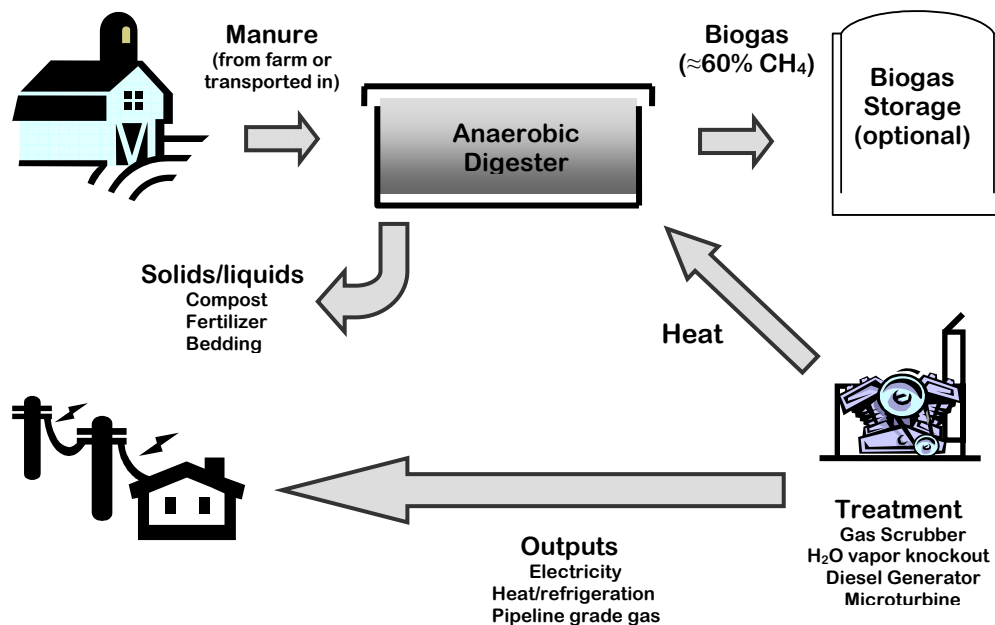 Manure
(from farm or
transported in)
Anaerobic
Digester
Biogas
(≈60% CH₄)
Biogas
Storage
(optional)
Solids/liquids
Compost
Fertilizer
Bedding
Heat
Treatment
Gas Scrubber
H₂O vapor knockout
Diesel Generator
Microturbine
Outputs
Electricity
Heat/refrigeration
Pipeline grade gas